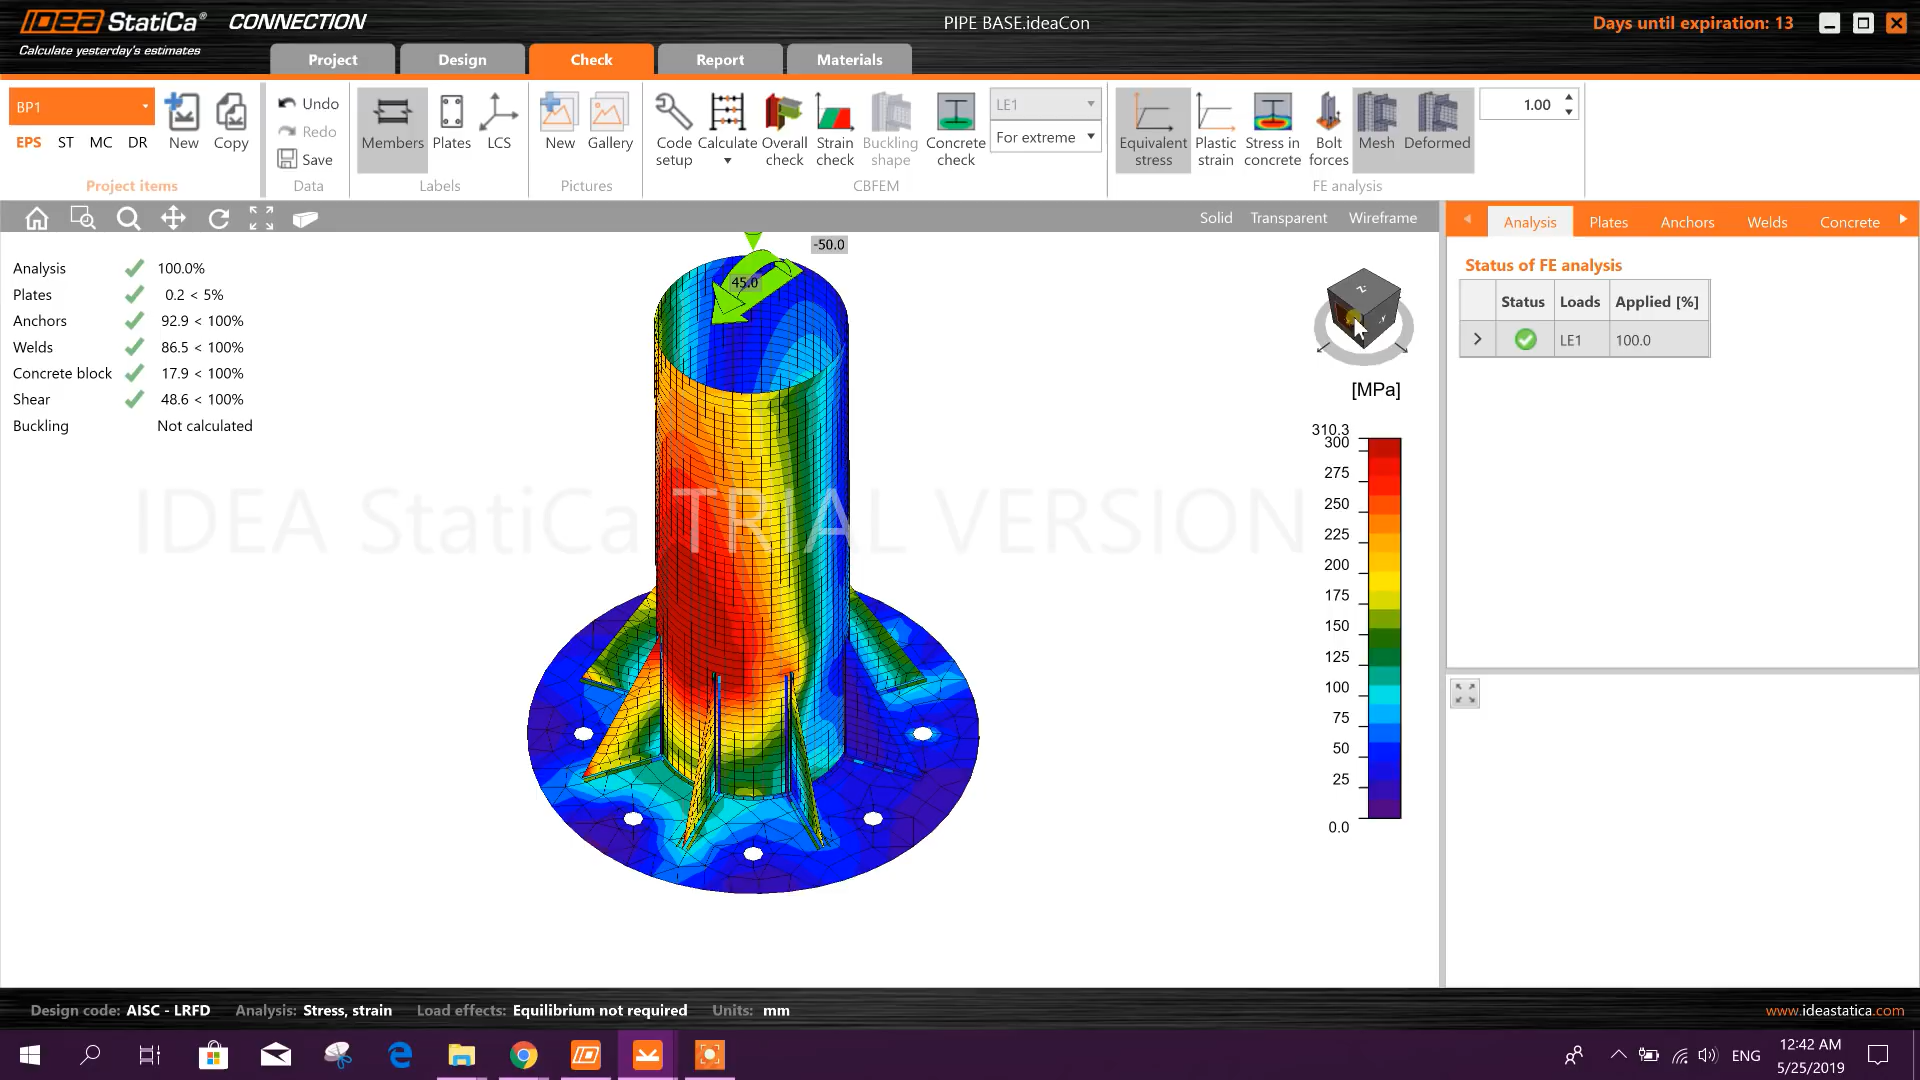 IDEA StatiCa® CONNECTION
Calculate yesterday's estimates
PIPE BASE.ideaCon
Days until expiration: 13
Project
Design
Check
Report
Materials
BP1
EPS ST MC DR
New
Copy
Project items
Undo
Redo
Save
Data
Members
Plates
LCS
Labels
New
Gallery
Pictures
Code setup
Calculate
Overall check
Strain check
Buckling shape
Concrete check
LE1
For extreme
CBFEM
Equivalent stress
Plastic strain
Stress in concrete
Bolt forces
Mesh
Deformed
1.00
FE analysis
Solid Transparent Wireframe
Analysis 100.0%
Plates 0.2 < 5%
Anchors 92.9 < 100%
Welds 86.5 < 100%
Concrete block 17.9 < 100%
Shear 48.6 < 100%
Buckling Not calculated
-50.0
45.0
IDEA StatiCa TRIAL VERSION
[MPa]
310.3
300
275
250
225
200
175
150
125
100
75
50
25
0.0
Analysis Plates Anchors Welds Concrete
Status of FE analysis
Status Loads Applied [%]
LE1 100.0
Design code: AISC - LRFD Analysis: Stress, strain Load effects: Equilibrium not required Units: mm
www.ideastatica.com
ENG
12:42 AM
5/25/2019